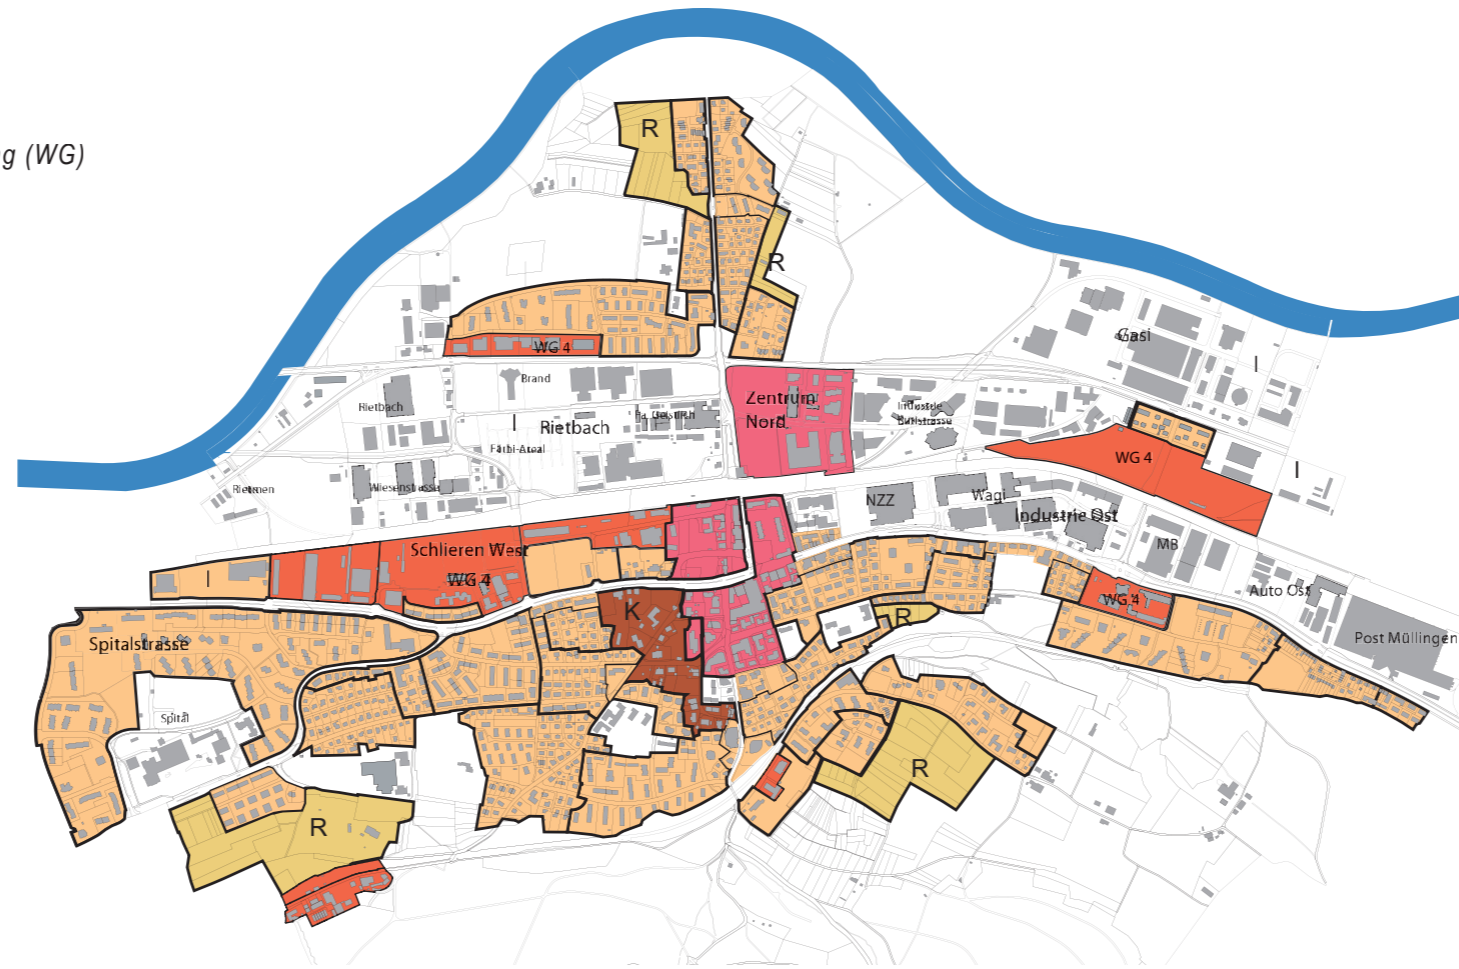 g (WG)
R
R
WG 4
Gasi
I
Brand
Rietbach
Zentrum
Nord
I
Rietbach
Färbi-Areal
Industrie
WG 4
I
Rietmen
Wiesenstrasse
NZZ
Wagi
Industrie Ost
MB
Schlieren West
WG 4
I
Auto Ost
WG 4
K
R
Spitalstrasse
Post Müllingen
Spital
R
R